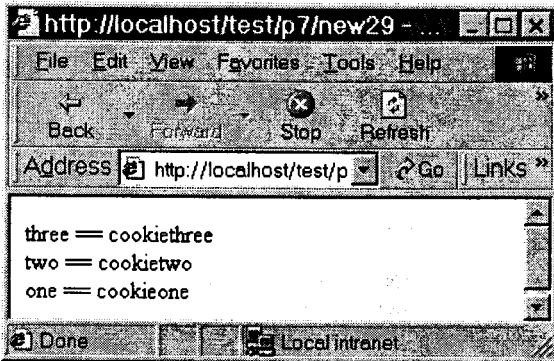 http://localhost/test/p7/new29 - ...
File Edit View Favorites Tools Help
Back Forward Stop Refresh »
Address http://localhost/test/p Go Links »
three == cookiethree
two == cookietwo
one == cookieone
Done Local intranet